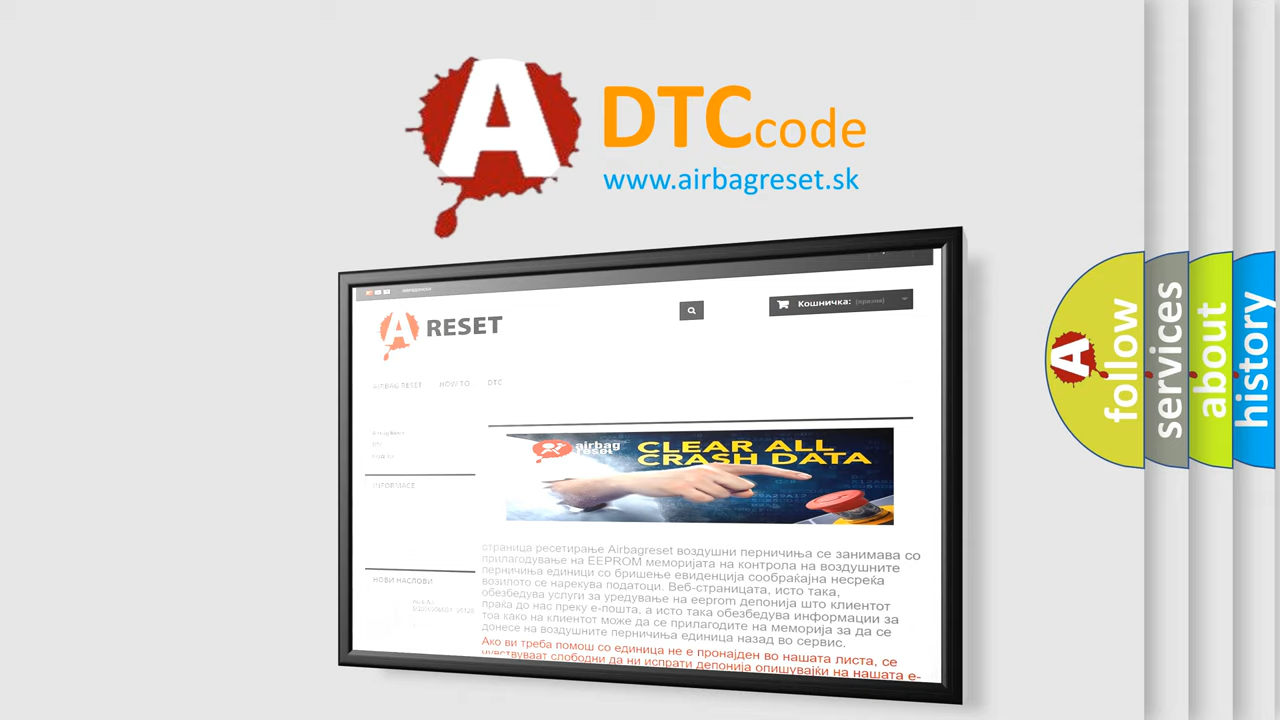 A
DTC code
www.airbagreset.sk
Кошничка: (празни)
A RESET
AIRBAG RESET HOW TO DTC
INFORMACE
airbag
reset
CLEAR ALL
CRASH DATA
страница ресетирање Airbagreset воздушни перничиња се занимава со
прилагодување на EEPROM меморијата на контрола на воздушните
перничиња единици со бришење евиденција сообраќајна несреќа
возилото се нарекува податоци. Веб-страницата, исто така,
обезбедува услуги за уредување на eeprom депонија што клиентот
праќа до нас преку е-пошта, а исто така обезбедува информации за
тоа како на клиентот може да се прилагодите на меморија за да се
донесе на воздушните перничиња единица назад во сервис.
Ако ви треба помош со единица не е пронајден во нашата листа, се
чувствуваат слободни да ни испрати депонија опишувајќи на нашата е-
НОВИ НАСЛОВИ
A
follow
services
about
history